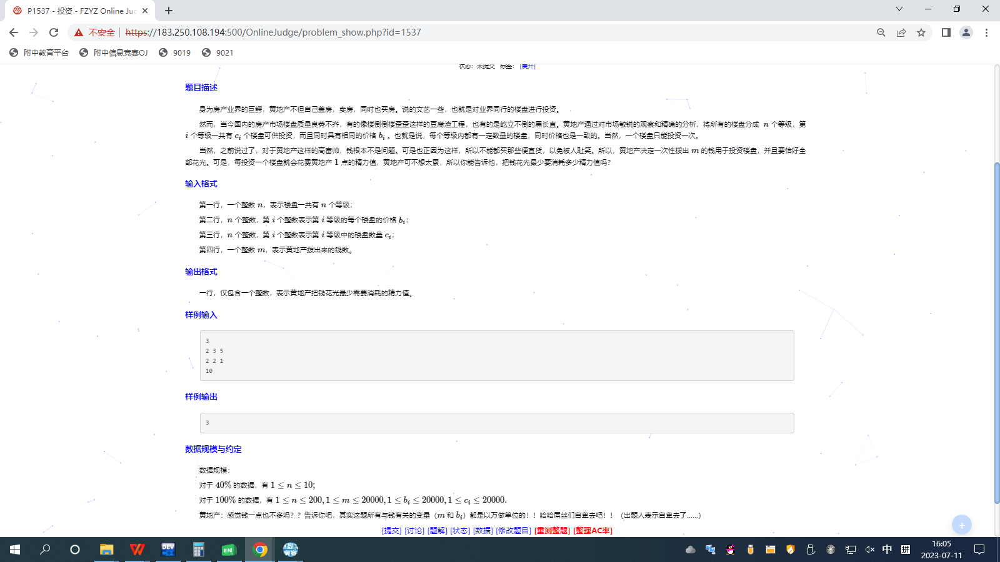 P1537 - 投资 - FZYZ Online Jud
不安全 https://183.250.108.194:500/OnlineJudge/problem_show.php?id=1537
附中教育平台 附中信息竞赛OJ 9019 9021
状态：未提交 标签： [展开]
题目描述
身为房产业界的巨鳄，黄地产不但自己盖房，卖房，同时也买房。说的文艺一些，也就是对业界同行的楼盘进行投资。
然而，当今国内的房产市场楼盘质量良莠不齐，有的像楼倒倒楼歪歪这样的豆腐渣工程，也有的是屹立不倒的黑长直。黄地产通过对市场敏锐的观察和精确的分析，将所有的楼盘分成 n 个等级，第
i 个等级一共有 c_i 个楼盘可供投资，而且同时具有相同的价格 b_i 。也就是说，每个等级内都有一定数量的楼盘，同时价格也是一致的。当然，一个楼盘只能投资一次。
当然，之前说过了，对于黄地产这样的高富帅，钱根本不是问题。可是也正因为这样，所以不能都买那些便宜货，以免被人耻笑。所以，黄地产决定一次性拨出 m 的钱用于投资楼盘，并且要恰好全
部花光。可是，每投资一个楼盘就会花费黄地产 1 点的精力值，黄地产可不想太累，所以你能告诉他，把钱花光最少要消耗多少精力值吗？
输入格式
第一行，一个整数 n，表示楼盘一共有 n 个等级；
第二行，n 个整数，第 i 个整数表示第 i 等级的每个楼盘的价格 b_i；
第三行，n 个整数，第 i 个整数表示第 i 等级中的楼盘数量 c_i；
第四行，一个整数 m，表示黄地产拨出来的钱数。
输出格式
一行，仅包含一个整数，表示黄地产把钱花光最少需要消耗的精力值。
样例输入
3
2 3 5
2 2 1
10
样例输出
3
数据规模与约定
数据规模：
对于 40% 的数据，有 1 ≤ n ≤ 10;
对于 100% 的数据，有 1 ≤ n ≤ 200, 1 ≤ m ≤ 20000, 1 ≤ b_i ≤ 20000, 1 ≤ c_i ≤ 20000.
黄地产：感觉钱一点也不多吗？？告诉你吧，其实这题所有与钱有关的变量（m 和 b_i）都是以万做单位的！！哈哈屌丝们自卑去吧！！（出题人表示自卑去了……）
[提交] [讨论] [题解] [状态] [数据] [修改题目] [重测整题] [整理AC率]
DEV
EN
中 拼
16:05
2023-07-11